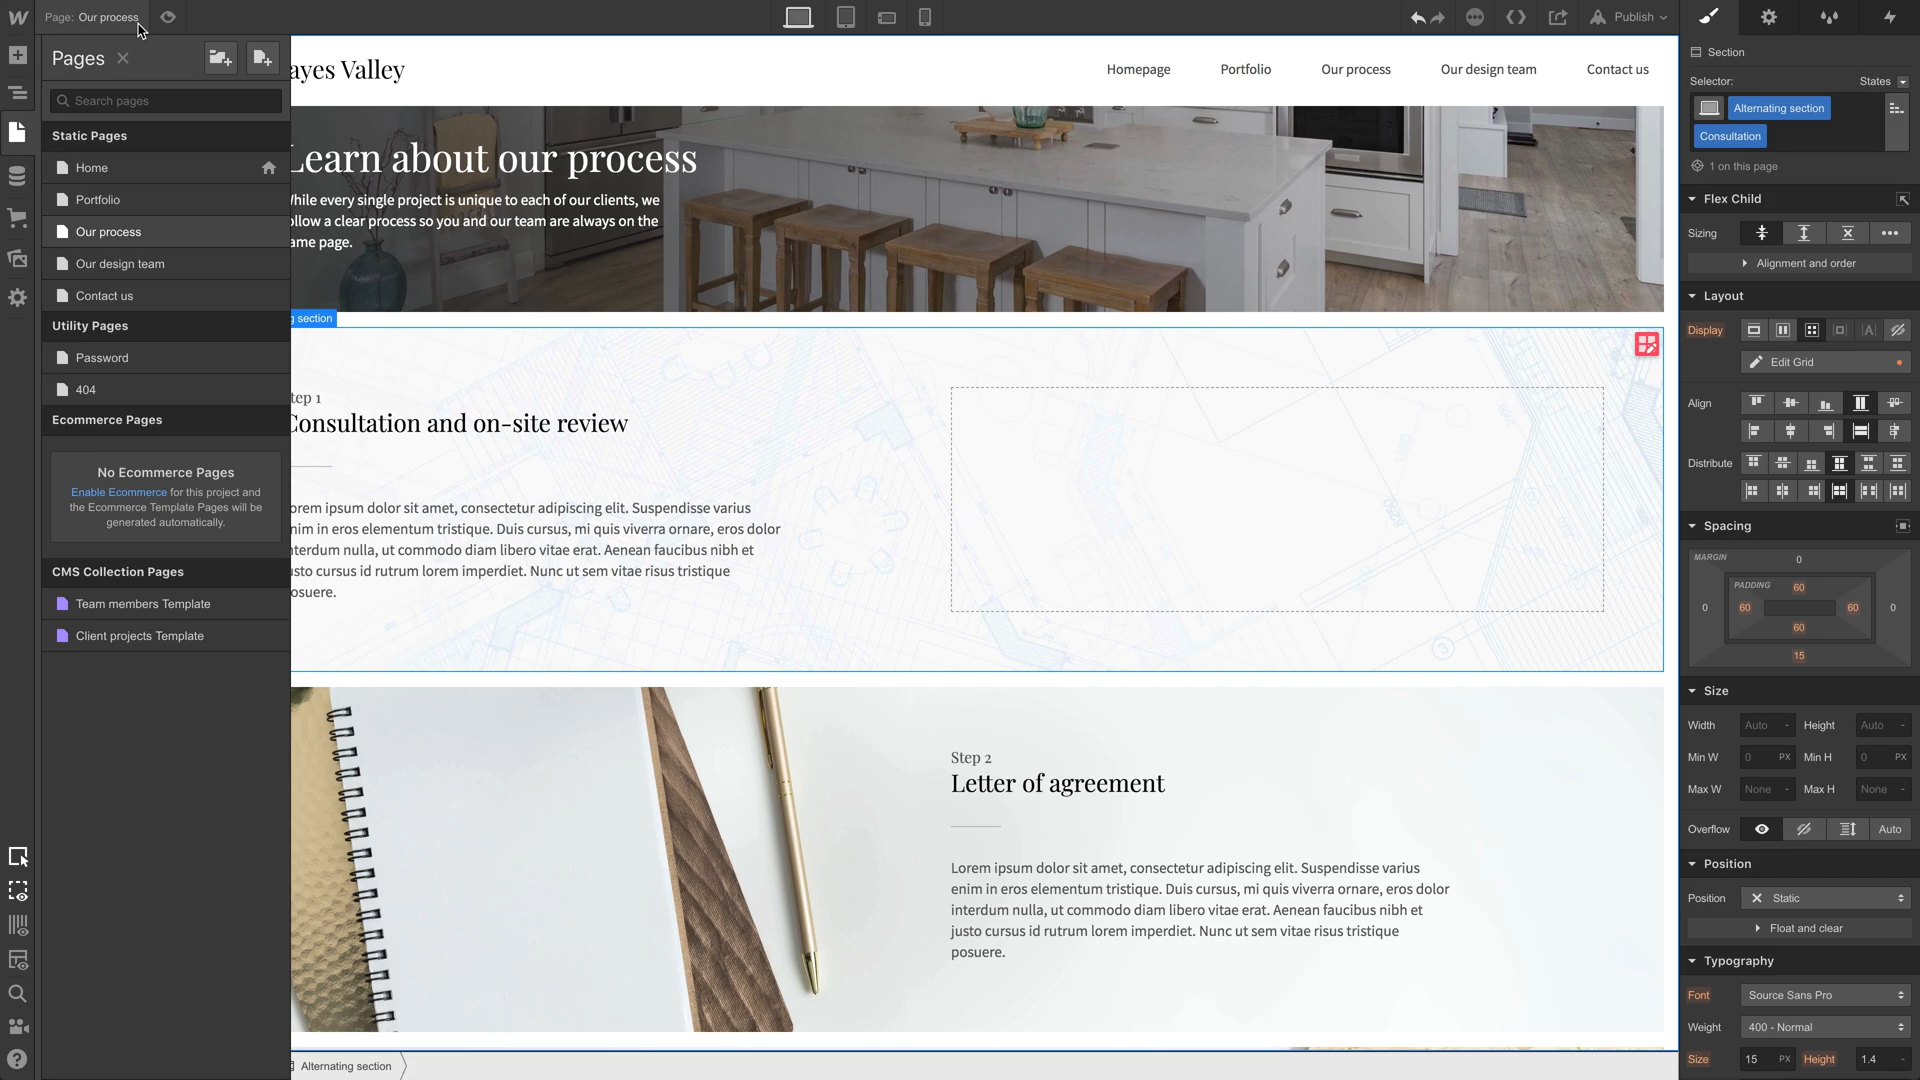 Page: Our process
Publish
Pages
Search pages
Static Pages
Home
Portfolio
Our process
Our design team
Contact us
Utility Pages
Password
404
Ecommerce Pages
No Ecommerce Pages
Enable Ecommerce for this project and
the Ecommerce Template Pages will be
generated automatically.
CMS Collection Pages
Team members Template
Client projects Template
ayes Valley
Homepage
Portfolio
Our process
Our design team
Contact us
Learn about our process
hile every single project is unique to each of our clients, we
ollow a clear process so you and our team are always on the
ame page.
g section
tep 1
Consultation and on-site review
orem ipsum dolor sit amet, consectetur adipiscing elit. Suspendisse varius
nim in eros elementum tristique. Duis cursus, mi quis viverra ornare, eros dolor
nterdum nulla, ut commodo diam libero vitae erat. Aenean faucibus nibh et
usto cursus id rutrum lorem imperdiet. Nunc ut sem vitae risus tristique
osuere.
3
Step 2
Letter of agreement
Lorem ipsum dolor sit amet, consectetur adipiscing elit. Suspendisse varius
enim in eros elementum tristique. Duis cursus, mi quis viverra ornare, eros dolor
interdum nulla, ut commodo diam libero vitae erat. Aenean faucibus nibh et
justo cursus id rutrum lorem imperdiet. Nunc ut sem vitae risus tristique
posuere.
Alternating section
Section
Selector:
States
Alternating section
Consultation
1 on this page
Flex Child
Sizing
Alignment and order
Layout
Display
Edit Grid
Align
Distribute
Spacing
MARGIN
0
PADDING
60
0 60 60 0
60
15
Size
Width Auto - Height Auto -
Min W 0 PX Min H 0 PX
Max W None - Max H None -
Overflow Auto
Position
Position Static
Float and clear
Typography
Font Source Sans Pro
Weight 400 - Normal
Size 15 PX Height 1.4 -